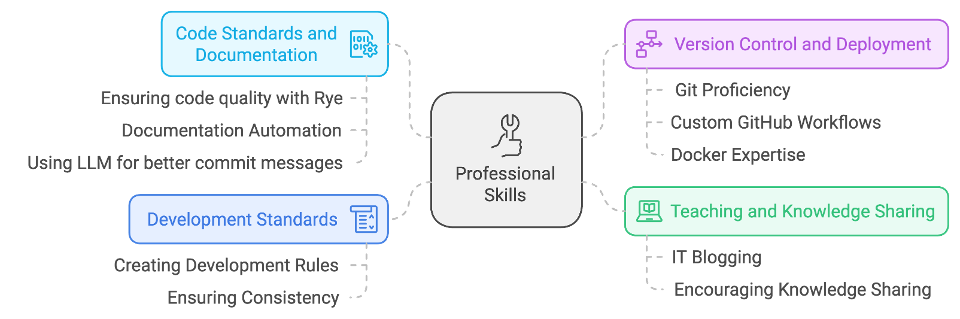 Code Standards and
Documentation
Ensuring code quality with Rye
Documentation Automation
Using LLM for better commit messages
Development Standards
Creating Development Rules
Ensuring Consistency
Professional
Skills
Version Control and Deployment
Git Proficiency
Custom GitHub Workflows
Docker Expertise
Teaching and Knowledge Sharing
IT Blogging
Encouraging Knowledge Sharing